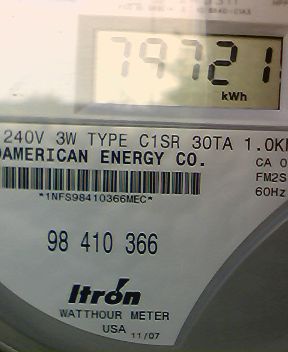 79721
kWh
240V 3W TYPE C1SR 30TA 1.0K
AMERICAN ENERGY CO.
CA 0
FM2S
60Hz
*1NFS98410366MEC*
98 410 366
Itron
WATTHOUR METER
USA 11/07